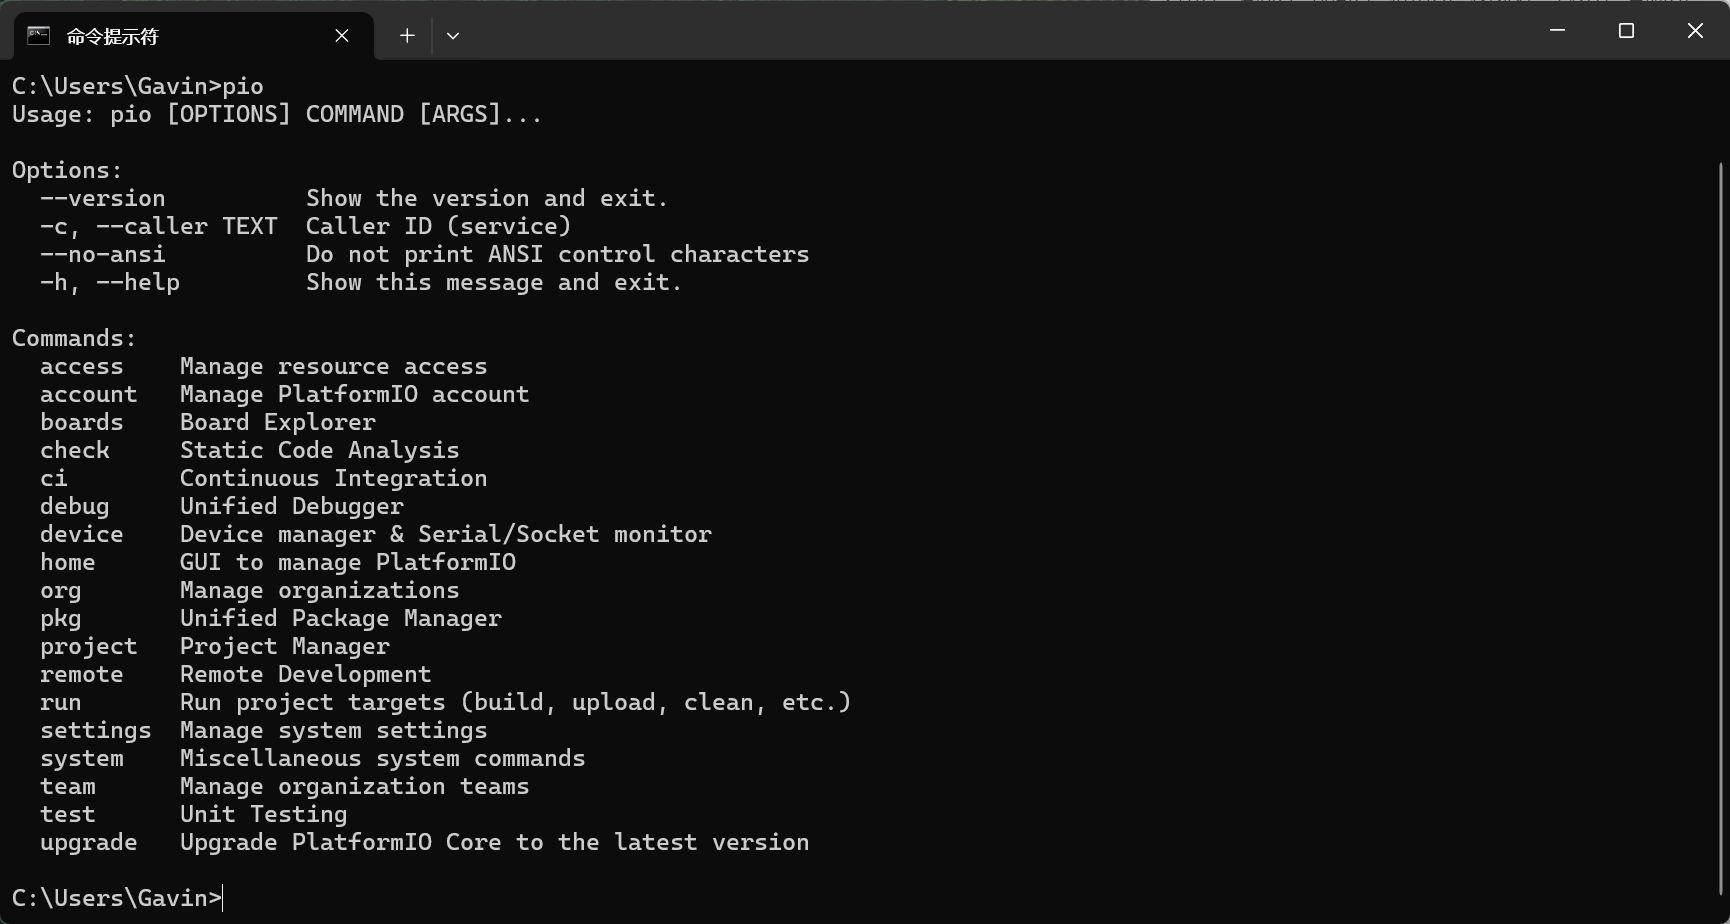 命令提示符
C:\Users\Gavin>pio
Usage: pio [OPTIONS] COMMAND [ARGS]...
Options:
  --version          Show the version and exit.
  -c, --caller TEXT  Caller ID (service)
  --no-ansi          Do not print ANSI control characters
  -h, --help         Show this message and exit.
Commands:
  access    Manage resource access
  account   Manage PlatformIO account
  boards    Board Explorer
  check     Static Code Analysis
  ci        Continuous Integration
  debug     Unified Debugger
  device    Device manager & Serial/Socket monitor
  home      GUI to manage PlatformIO
  org       Manage organizations
  pkg       Unified Package Manager
  project   Project Manager
  remote    Remote Development
  run       Run project targets (build, upload, clean, etc.)
  settings  Manage system settings
  system    Miscellaneous system commands
  team      Manage organization teams
  test      Unit Testing
  upgrade   Upgrade PlatformIO Core to the latest version
C:\Users\Gavin>